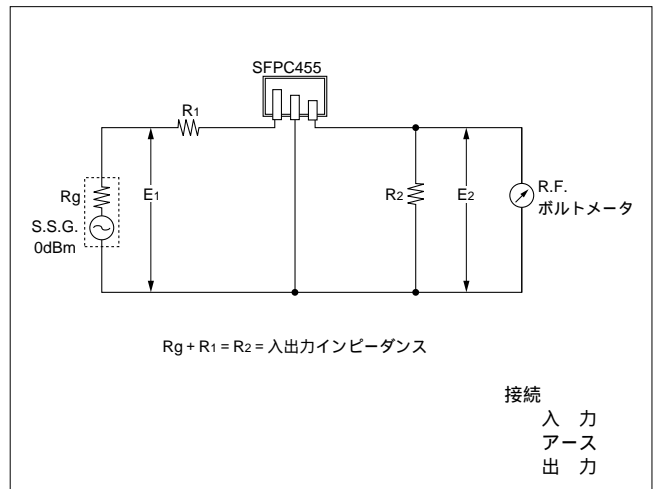 SFPC455
R1
Rg
S.S.G.
0dBm
E1
R2
E2
R.F.
ボルトメータ
Rg + R1 = R2 = 入出力インピーダンス
接続
入 力
アース
出 力